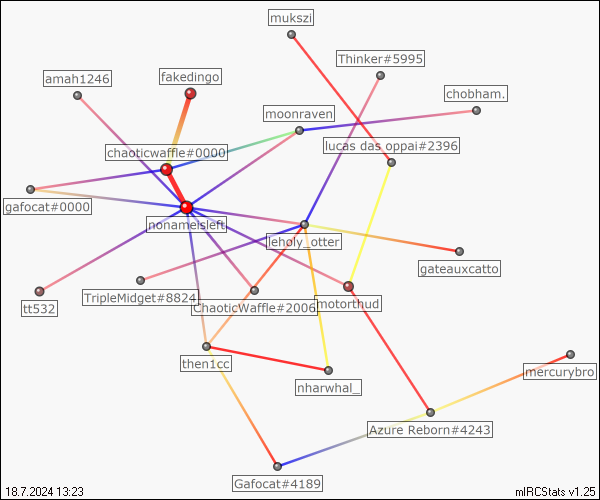 mukszi
Thinker#5995
fakedingo
amah1246
chobham.
moonraven
lucas das oppai#2396
chaoticwaffle#0000
gafocat#0000
nonameisleft
leholy_otter
gateauxcatto
TripleMidget#8824
tt532
ChaoticWaffle#2006
motorthud
then1cc
mercurybro
nharwhal_
Azure Reborn#4243
Gafocat#4189
18.7.2024 13:23
mIRCStats v1.25